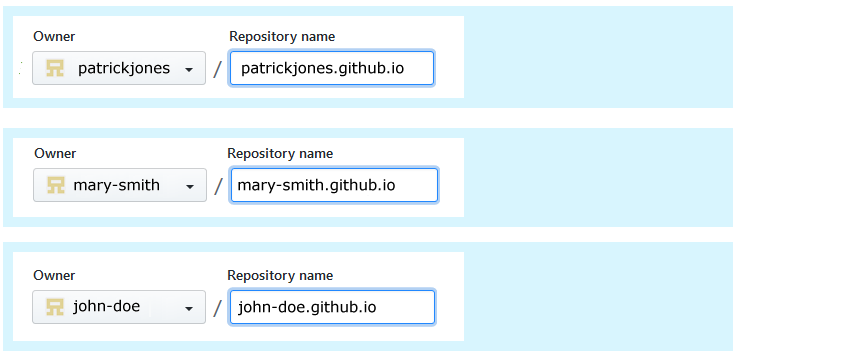 Owner Repository name
patrickjones / patrickjones.github.io
Owner Repository name
mary-smith / mary-smith.github.io
Owner Repository name
john-doe / john-doe.github.io